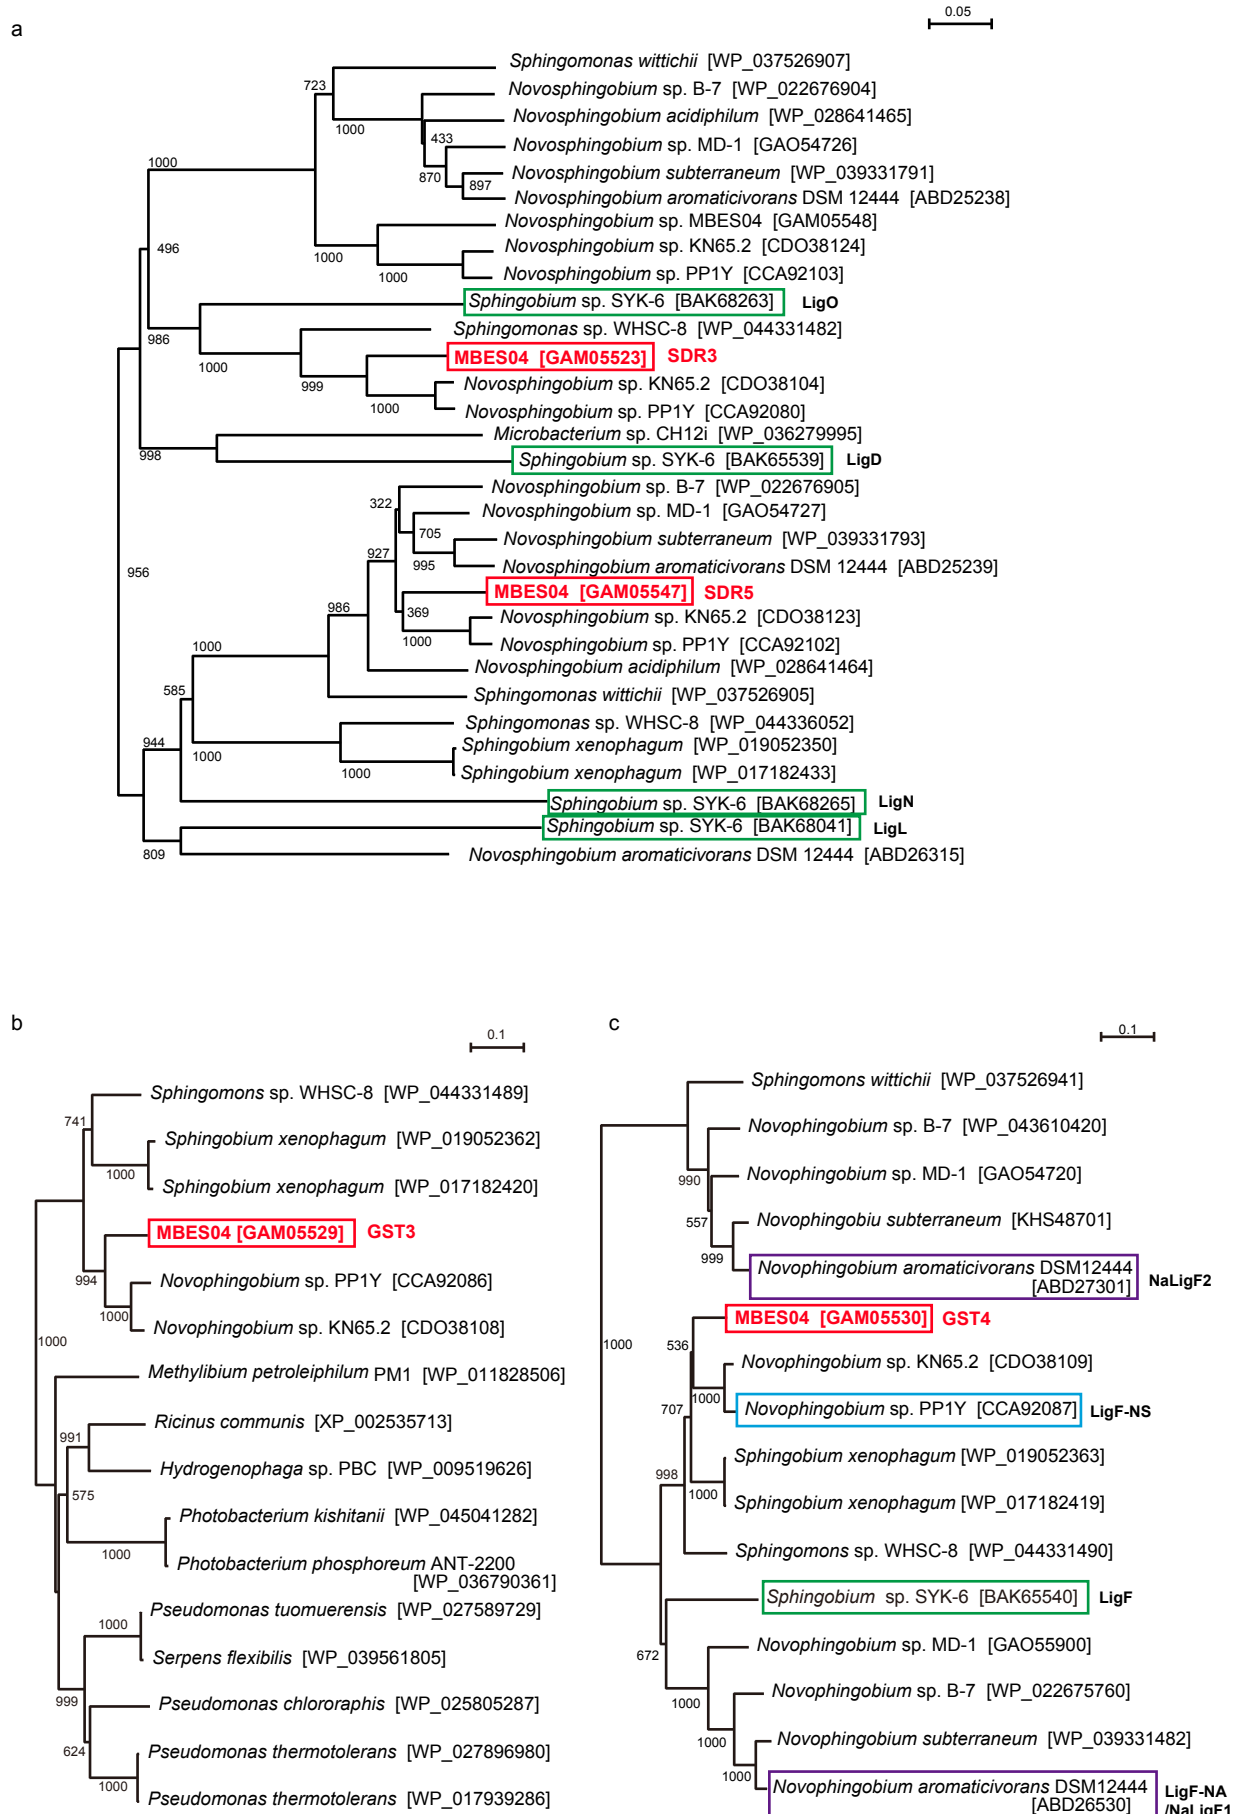 a
0.05
Sphingomonas wittichii [WP_037526907]
723
Novosphingobium sp. B-7 [WP_022676904]
Novosphingobium acidiphilum [WP_028641465]
1000
433
Novosphingobium sp. MD-1 [GAO54726]
1000
870
Novosphingobium subterraneum [WP_039331791]
897
Novosphingobium aromaticivorans DSM 12444 [ABD25238]
Novosphingobium sp. MBES04 [GAM05548]
496
Novosphingobium sp. KN65.2 [CDO38124]
1000
1000
Novosphingobium sp. PP1Y [CCA92103]
Sphingobium sp. SYK-6 [BAK68263] LigO
Sphingomonas sp. WHSC-8 [WP_044331482]
986
MBES04 [GAM05523] SDR3
1000
999
Novosphingobium sp. KN65.2 [CDO38104]
1000
Novosphingobium sp. PP1Y [CCA92080]
Microbacterium sp. CH12i [WP_036279995]
998
Sphingobium sp. SYK-6 [BAK65539] LigD
Novosphingobium sp. B-7 [WP_022676905]
322
Novosphingobium sp. MD-1 [GAO54727]
705
Novosphingobium subterraneum [WP_039331793]
927
995
Novosphingobium aromaticivorans DSM 12444 [ABD25239]
956
MBES04 [GAM05547] SDR5
986
369
Novosphingobium sp. KN65.2 [CDO38123]
1000
1000
Novosphingobium sp. PP1Y [CCA92102]
Novosphingobium acidiphilum [WP_028641464]
585
Sphingomonas wittichii [WP_037526905]
Sphingomonas sp. WHSC-8 [WP_044336052]
944
Sphingobium xenophagum [WP_019052350]
1000
1000
Sphingobium xenophagum [WP_017182433]
Sphingobium sp. SYK-6 [BAK68265] LigN
Sphingobium sp. SYK-6 [BAK68041] LigL
809
Novosphingobium aromaticivorans DSM 12444 [ABD26315]
b
0.1
Sphingomons sp. WHSC-8 [WP_044331489]
741
Sphingobium xenophagum [WP_019052362]
1000
Sphingobium xenophagum [WP_017182420]
MBES04 [GAM05529] GST3
994
Novophingobium sp. PP1Y [CCA92086]
1000
Novophingobium sp. KN65.2 [CDO38108]
1000
Methylibium petroleiphilum PM1 [WP_011828506]
Ricinus communis [XP_002535713]
991
Hydrogenophaga sp. PBC [WP_009519626]
575
Photobacterium kishitanii [WP_045041282]
1000
Photobacterium phosphoreum ANT-2200
[WP_036790361]
Pseudomonas tuomuerensis [WP_027589729]
1000
Serpens flexibilis [WP_039561805]
999
Pseudomonas chlororaphis [WP_025805287]
624
Pseudomonas thermotolerans [WP_027896980]
1000
Pseudomonas thermotolerans [WP_017939286]
c
0.1
Sphingomons wittichii [WP_037526941]
Novophingobium sp. B-7 [WP_043610420]
990
Novophingobium sp. MD-1 [GAO54720]
557
Novophingobiu subterraneum [KHS48701]
999
Novophingobium aromaticivorans DSM12444
[ABD27301] NaLigF2
MBES04 [GAM05530] GST4
1000
536
Novophingobium sp. KN65.2 [CDO38109]
1000
707
Novophingobium sp. PP1Y [CCA92087] LigF-NS
Sphingobium xenophagum [WP_019052363]
998
1000
Sphingobium xenophagum [WP_017182419]
Sphingomons sp. WHSC-8 [WP_044331490]
Sphingobium sp. SYK-6 [BAK65540] LigF
672
Novophingobium sp. MD-1 [GAO55900]
1000
Novophingobium sp. B-7 [WP_022675760]
1000
Novophingobium subterraneum [WP_039331482]
1000
Novophingobium aromaticivorans DSM12444
[ABD26530]
LigF-NA
/NaLigF1